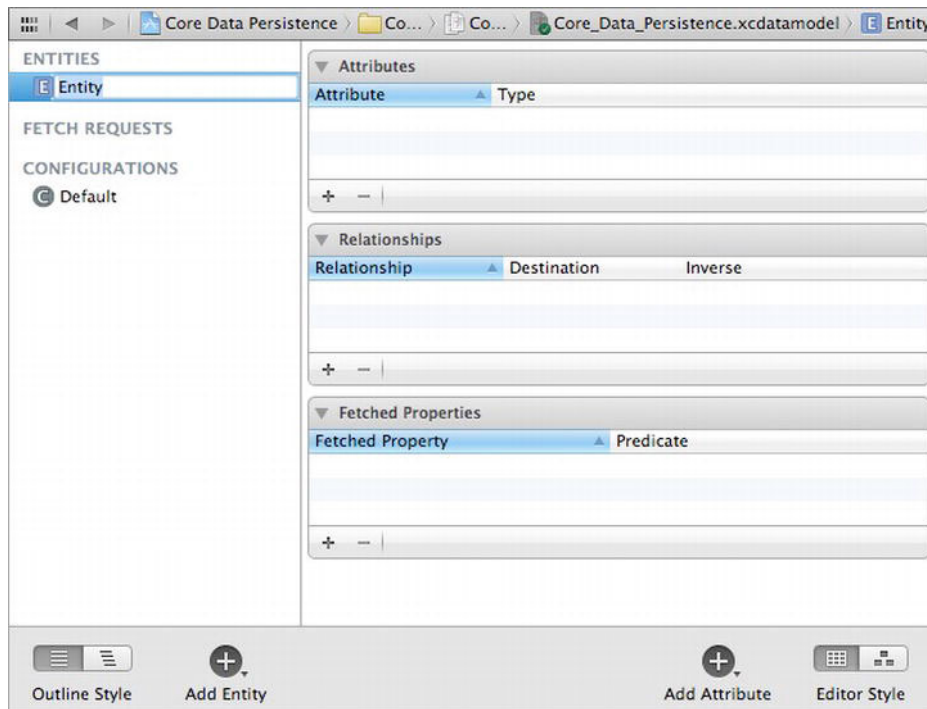 Core Data Persistence Co... Co... Core_Data_Persistence.xcdatamodel E Entity
ENTITIES
E Entity
FETCH REQUESTS
CONFIGURATIONS
C Default
Attributes
Attribute Type
Relationships
Relationship Destination Inverse
Fetched Properties
Fetched Property Predicate
Outline Style Add Entity Add Attribute Editor Style